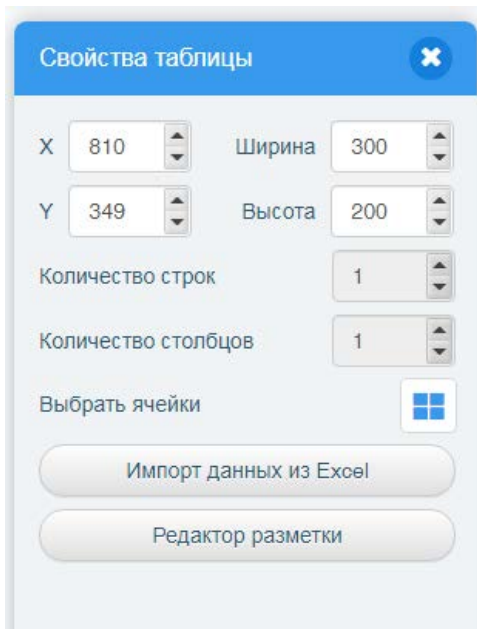 Свойства таблицы
X 810 Ширина 300
Y 349 Высота 200
Количество строк 1
Количество столбцов 1
Выбрать ячейки
Импорт данных из Excel
Редактор разметки